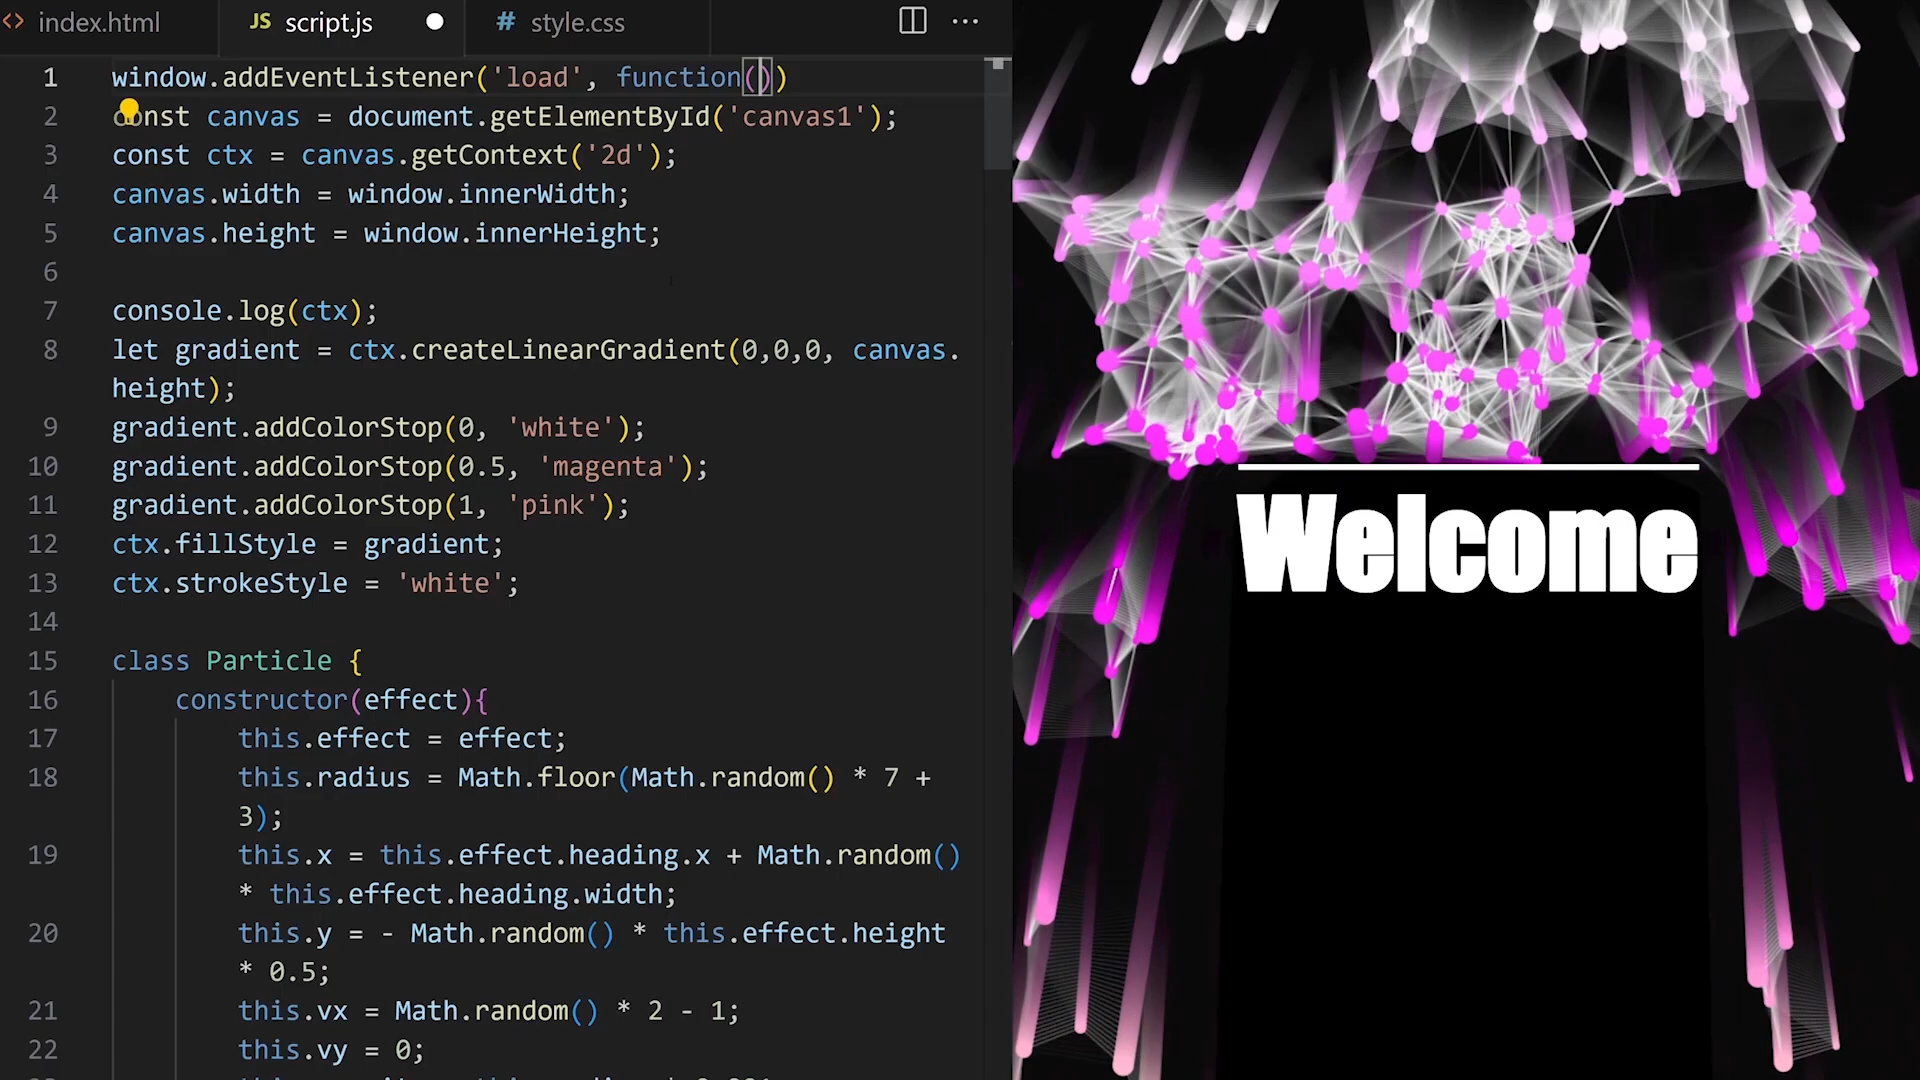 index.html
JS script.js
# style.css
1 window.addEventListener('load', function())
2 const canvas = document.getElementById('canvas1');
3 const ctx = canvas.getContext('2d');
4 canvas.width = window.innerWidth;
5 canvas.height = window.innerHeight;
6
7 console.log(ctx);
8 let gradient = ctx.createLinearGradient(0,0,0, canvas.
height);
9 gradient.addColorStop(0, 'white');
10 gradient.addColorStop(0.5, 'magenta');
11 gradient.addColorStop(1, 'pink');
12 ctx.fillStyle = gradient;
13 ctx.strokeStyle = 'white';
14
15 class Particle {
16 constructor(effect){
17 this.effect = effect;
18 this.radius = Math.floor(Math.random() * 7 +
3);
19 this.x = this.effect.heading.x + Math.random()
* this.effect.heading.width;
20 this.y = - Math.random() * this.effect.height
* 0.5;
21 this.vx = Math.random() * 2 - 1;
22 this.vy = 0;
Welcome